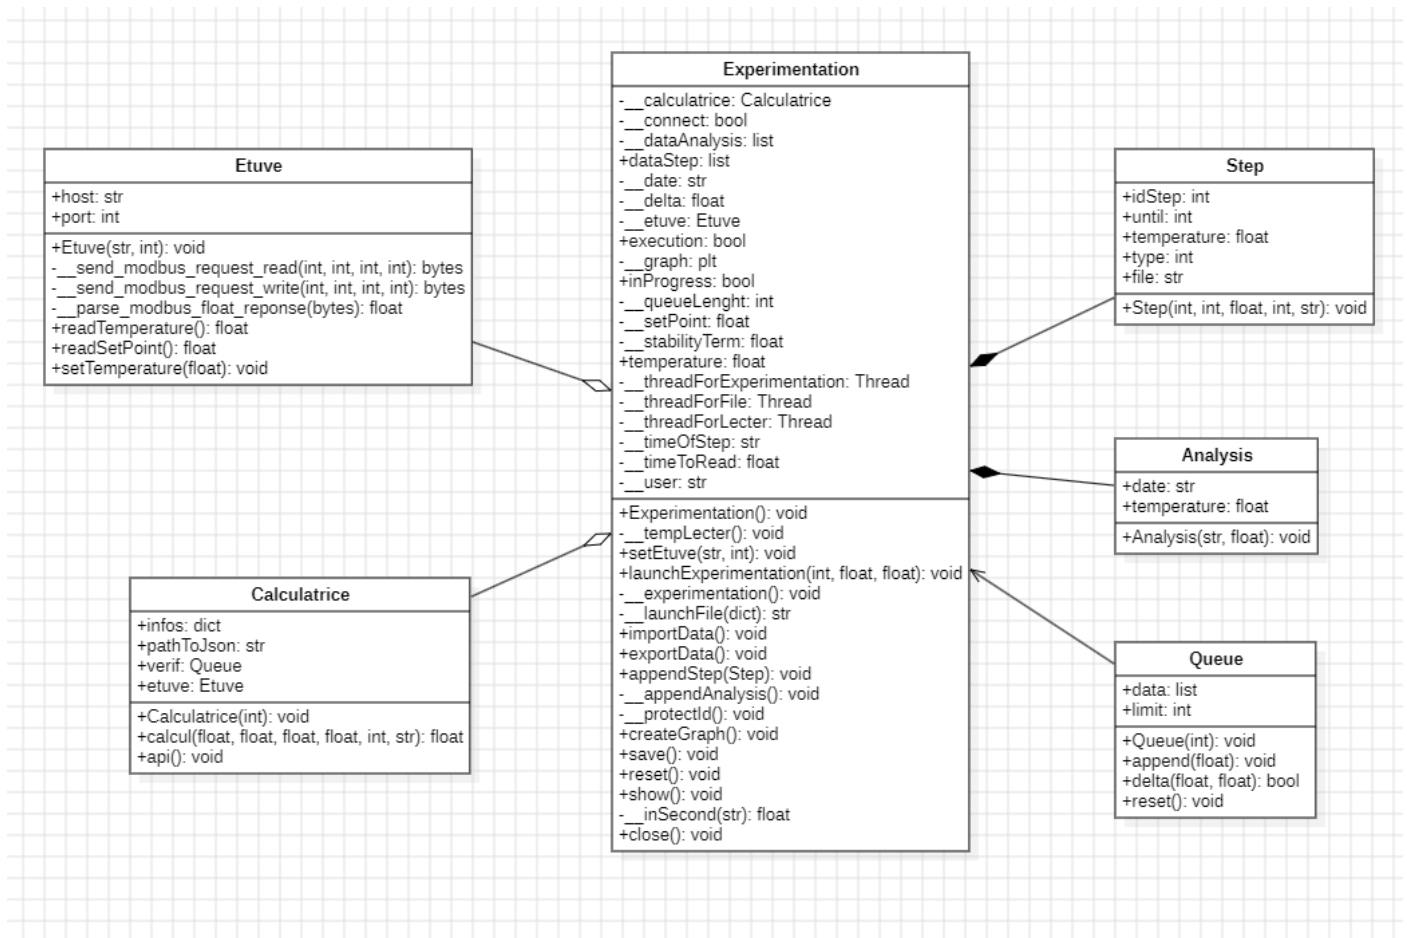 Experimentation
-__calculatrice: Calculatrice
-__connect: bool
-__dataAnalysis: list
+dataStep: list
-__date: str
-__delta: float
-__etuve: Etuve
+execution: bool
-__graph: plt
+inProgress: bool
-__queueLenght: int
-__setPoint: float
-__stabilityTerm: float
+temperature: float
-__threadForExperimentation: Thread
-__threadForFile: Thread
-__threadForLecter: Thread
-__timeOfStep: str
-__timeToRead: float
-__user: str
+Experimentation(): void
-__tempLecter(): void
+setEtuve(str, int): void
+launchExperimentation(int, float, float): void
-__experimentation(): void
-__launchFile(dict): str
+importData(): void
+exportData(): void
+appendStep(Step): void
-__appendAnalysis(): void
-__protectId(): void
+createGraph(): void
+save(): void
+reset(): void
+show(): void
-__inSecond(str): float
+close(): void
Etuve
+host: str
+port: int
+Etuve(str, int): void
-__send_modbus_request_read(int, int, int, int): bytes
-__send_modbus_request_write(int, int, int, int): bytes
-__parse_modbus_float_reponse(bytes): float
+readTemperature(): float
+readSetPoint(): float
+setTemperature(float): void
Calculatrice
+infos: dict
+pathToJson: str
+verif: Queue
+etuve: Etuve
+Calculatrice(int): void
+calcul(float, float, float, float, int, str): float
+api(): void
Step
+idStep: int
+until: int
+temperature: float
+type: int
+file: str
+Step(int, int, float, int, str): void
Analysis
+date: str
+temperature: float
+Analysis(str, float): void
Queue
+data: list
+limit: int
+Queue(int): void
+append(float): void
+delta(float, float): bool
+reset(): void